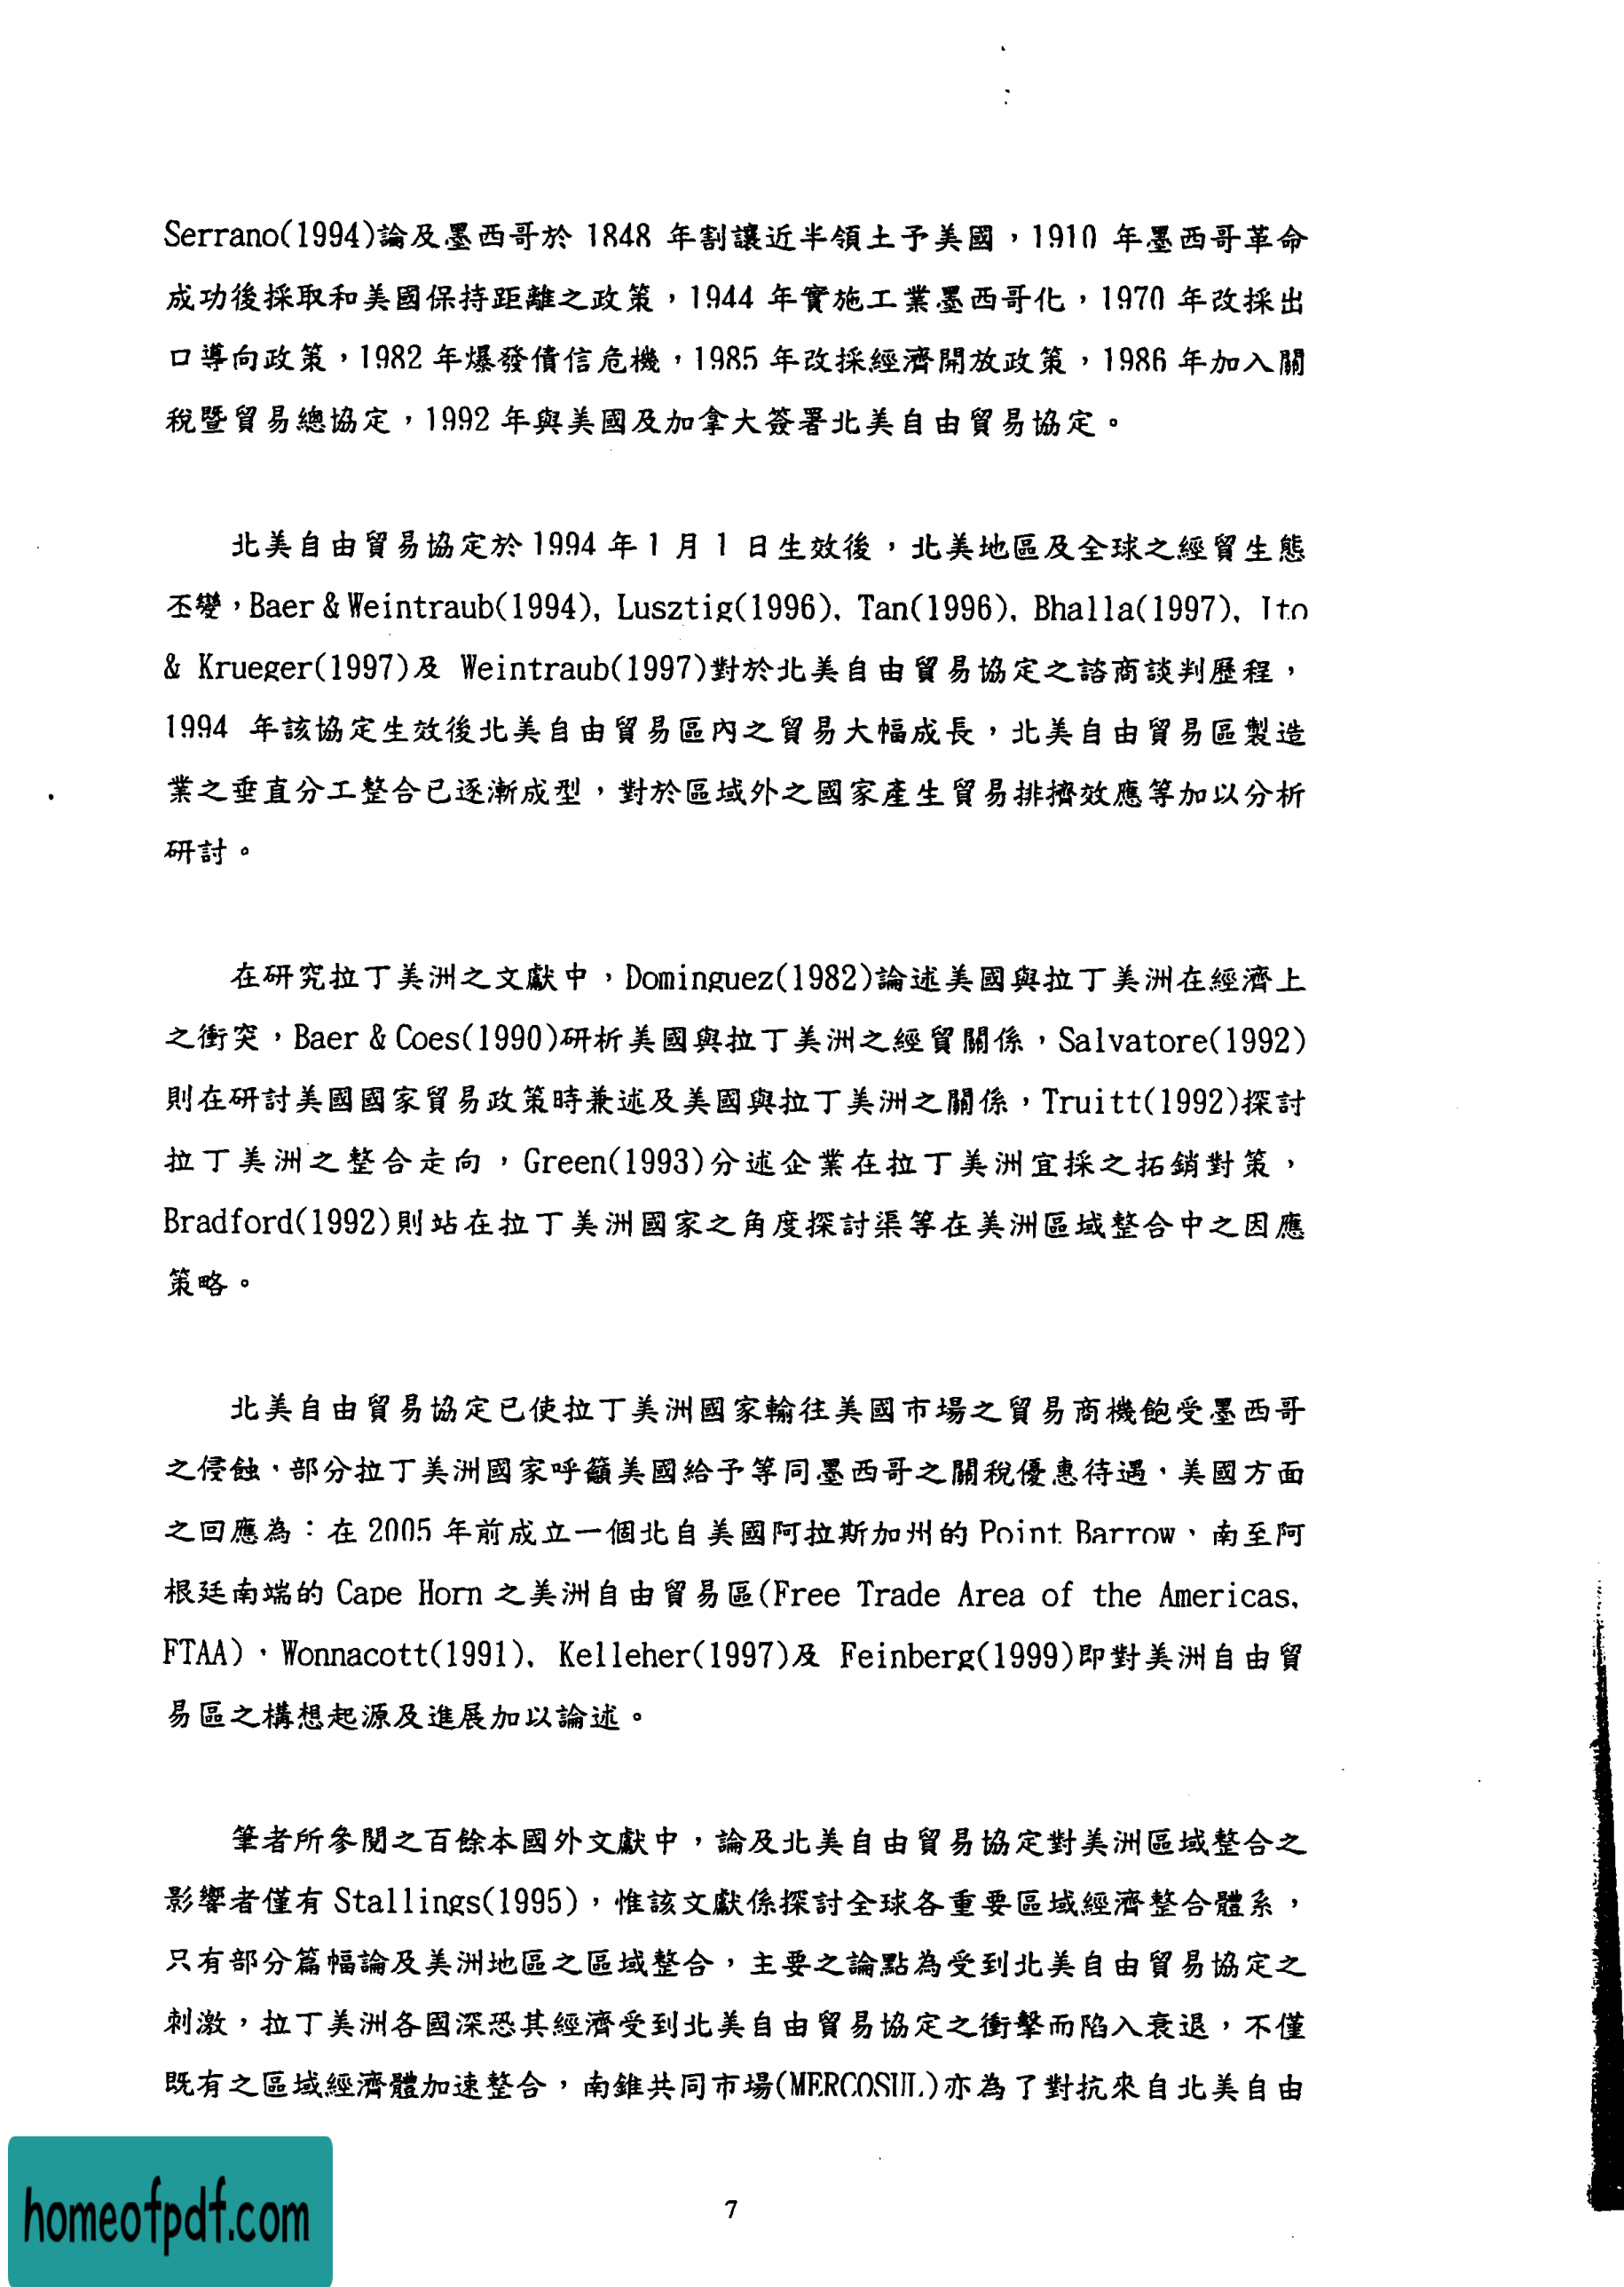 Serrano(1994)論及墨西哥於 1848 年割讓近半領土予美國，1910 年墨西哥革命
成功後採取和美國保持距離之政策，1944 年實施工業墨西哥化，1970 年改採出
口導向政策，1982 年爆發債信危機，1985 年改採經濟開放政策，1986 年加入關
稅暨貿易總協定，1992 年與美國及加拿大簽署北美自由貿易協定。
北美自由貿易協定於 1994 年 1 月 1 日生效後，北美地區及全球之經貿生態
丕變，Baer & Weintraub(1994), Lusztig(1996), Tan(1996), Bhalla(1997), Ito
& Krueger(1997)及 Weintraub(1997)對於北美自由貿易協定之諮商談判歷程，
1994 年該協定生效後北美自由貿易區內之貿易大幅成長，北美自由貿易區製造
業之垂直分工整合已逐漸成型，對於區域外之國家產生貿易排擠效應等加以分析
研討。
在研究拉丁美洲之文獻中，Dominguez(1982)論述美國與拉丁美洲在經濟上
之衝突，Baer & Coes(1990)研析美國與拉丁美洲之經貿關係，Salvatore(1992)
則在研討美國國家貿易政策時兼述及美國與拉丁美洲之關係，Truitt(1992)探討
拉丁美洲之整合走向，Green(1993)分述企業在拉丁美洲宜採之拓銷對策，
Bradford(1992)則站在拉丁美洲國家之角度探討渠等在美洲區域整合中之因應
策略。
北美自由貿易協定已使拉丁美洲國家輸往美國市場之貿易商機飽受墨西哥
之侵蝕，部分拉丁美洲國家呼籲美國給予等同墨西哥之關稅優惠待遇，美國方面
之回應為：在 2005 年前成立一個北自美國阿拉斯加州的 Point Barrow、南至阿
根廷南端的 Cape Horn 之美洲自由貿易區(Free Trade Area of the Americas,
FTAA)，Wonnacott(1991), Kelleher(1997)及 Feinberg(1999)即對美洲自由貿
易區之構想起源及進展加以論述。
筆者所參閱之百餘本國外文獻中，論及北美自由貿易協定對美洲區域整合之
影響者僅有 Stallings(1995)，惟該文獻係探討全球各重要區域經濟整合體系，
只有部分篇幅論及美洲地區之區域整合，主要之論點為受到北美自由貿易協定之
刺激，拉丁美洲各國深恐其經濟受到北美自由貿易協定之衝擊而陷入衰退，不僅
既有之區域經濟體加速整合，南錐共同市場(MERCOSUL)亦為了對抗來自北美自由
7
homeofpdf.com